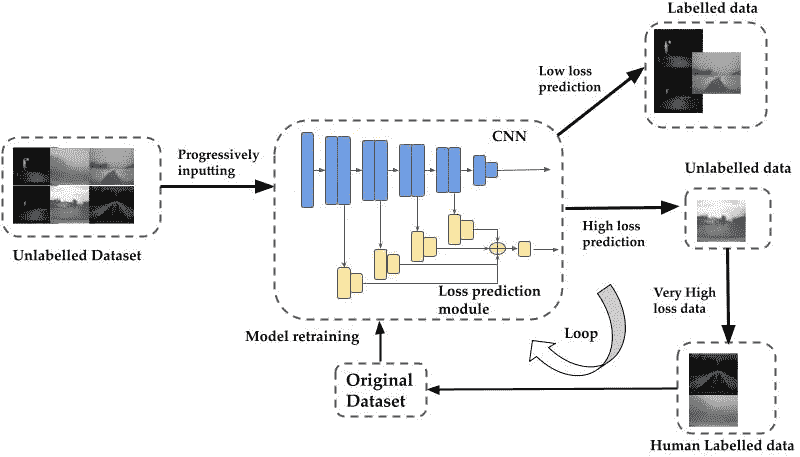 Labelled data
Low loss
prediction
CNN
Progressively
inputting
Unlabelled data
Unlabelled Dataset
High loss
prediction
Loss prediction
module
Very High
loss data
Model retraining
Loop
Original
Dataset
Human Labelled data